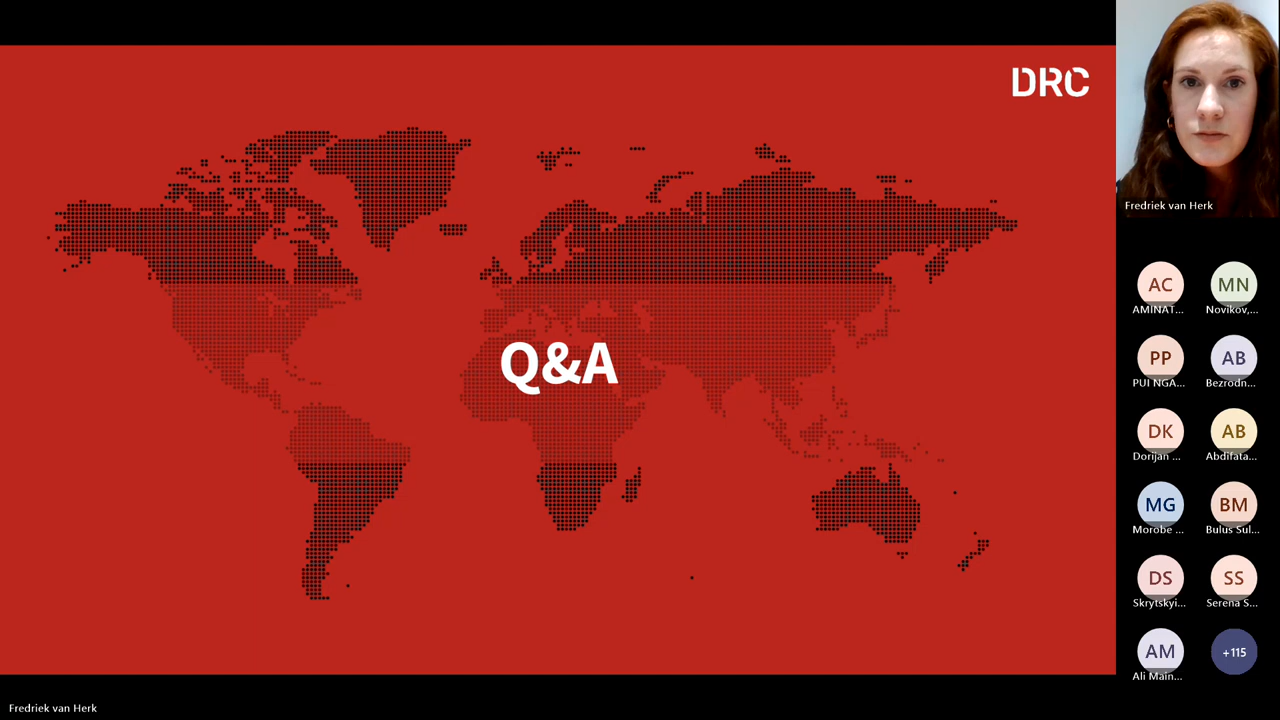 DRC
Q&A
Fredriek van Herk
AC
MN
AMINAT...
Novikov,...
PP
AB
PUI NGA...
Bezrodn...
DK
AB
Dorijan ...
Abdifata...
MG
BM
Morobe ...
Bulus Sul...
DS
SS
Skrytskyi...
Serena S...
AM
+115
Ali Main...
Fredriek van Herk